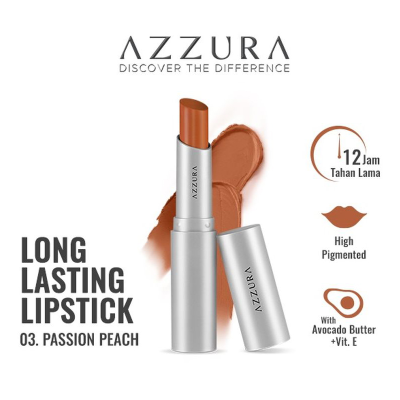 AZZURA
DISCOVER THE DIFFERENCE
12 Jam
Tahan Lama
AZZURA
High
Pigmented
AZZURA
LONG
LASTING
LIPSTICK
03. PASSION PEACH
With
Avocado Butter
+Vit. E